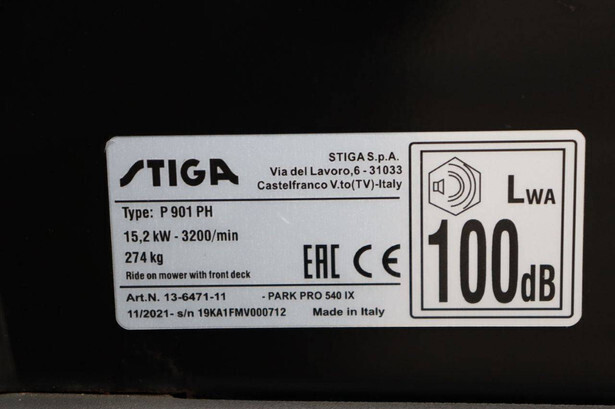 STIGA
STIGA S.p.A.
Via del Lavoro,6 - 31033
Castelfranco V.to(TV)-Italy
Type: P 901 PH
15,2 kW - 3200/min
274 kg
Ride on mower with front deck
EAC CE
Art.N. 13-6471-11 - PARK PRO 540 IX
11/2021- s/n 19KA1FMV000712 Made in Italy
LWA
100dB